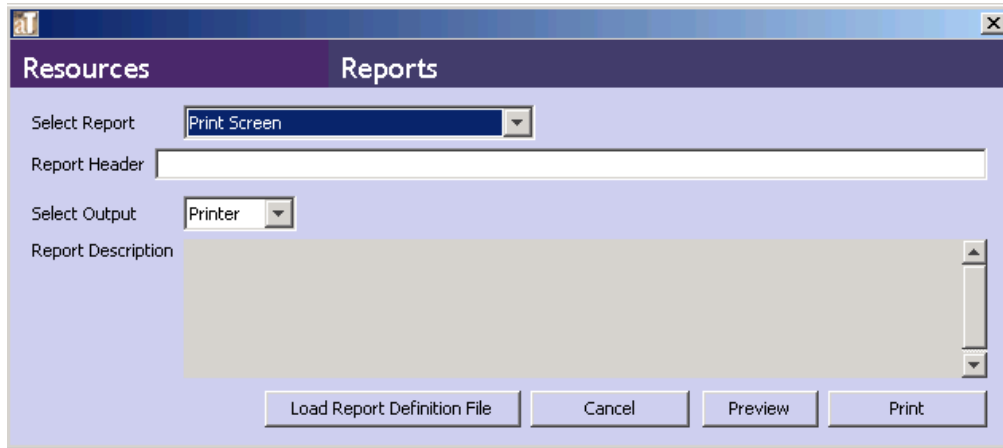 aT
Resources Reports
Select Report Print Screen
Report Header
Select Output Printer
Report Description
Load Report Definition File Cancel Preview Print